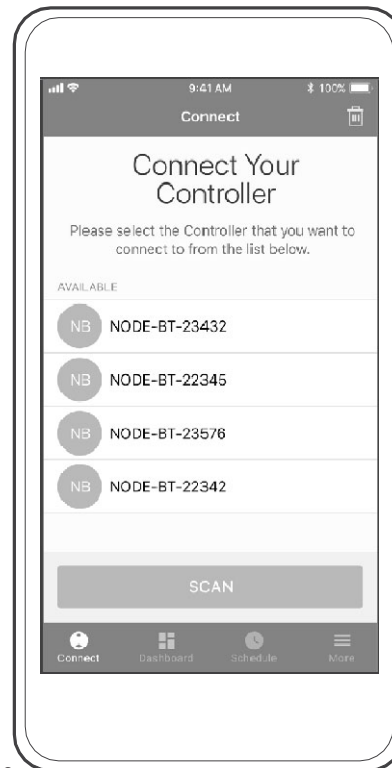 9:41 AM
100%
Connect
Connect Your
Controller
Please select the Controller that you want to
connect to from the list below.
AVAILABLE
NB NODE-BT-23432
NB NODE-BT-22345
NB NODE-BT-23576
NB NODE-BT-22342
SCAN
Connect Dashboard Schedule More